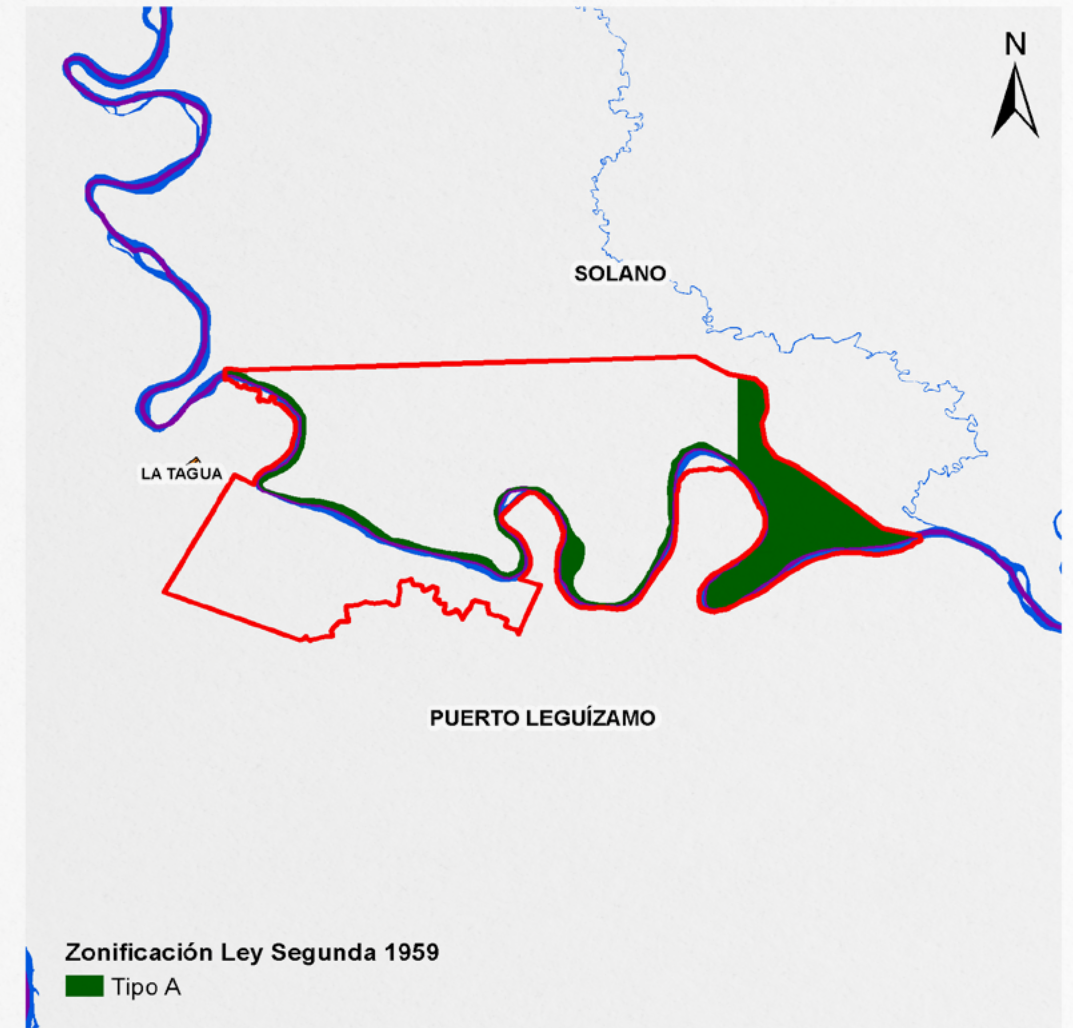 N
SOLANO
LA TAGUA
PUERTO LEGUÍZAMO
Zonificación Ley Segunda 1959
Tipo A